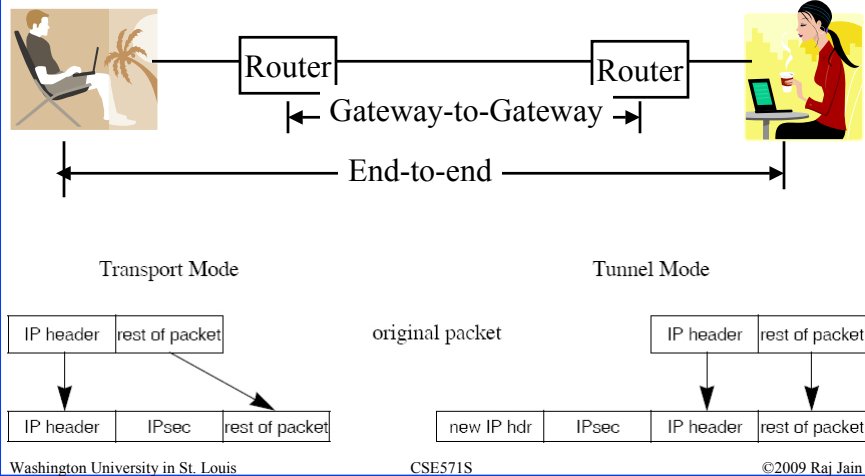 Router
Router
Gateway-to-Gateway
End-to-end
Transport Mode
Tunnel Mode
IP header rest of packet
original packet
IP header rest of packet
IP header IPsec rest of packet
new IP hdr IPsec IP header rest of packet
Washington University in St. Louis CSE571S ©2009 Raj Jain